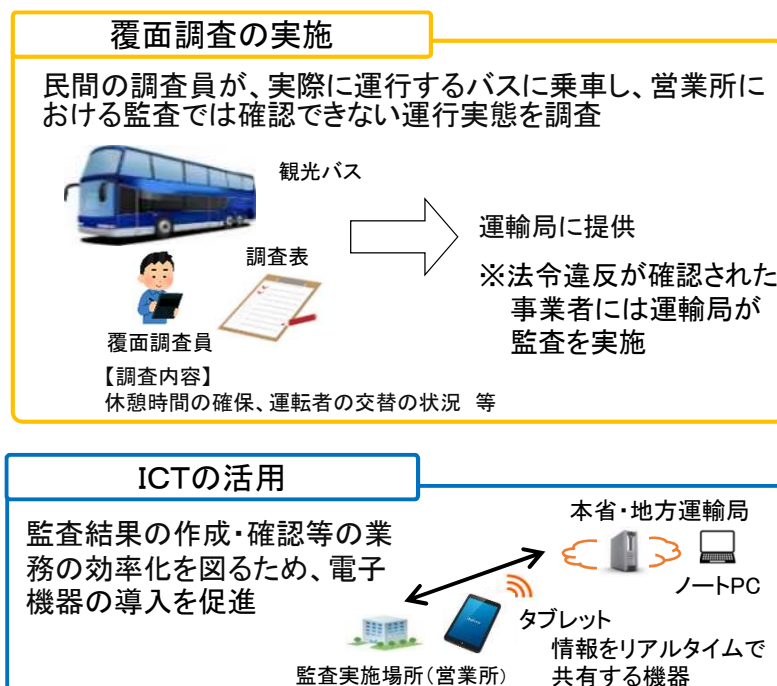 覆面調査の実施
民間の調査員が、実際に運行するバスに乗車し、営業所に
おける監査では確認できない運行実態を調査
観光バス
調査表
覆面調査員
運輸局に提供
※法令違反が確認された
事業者には運輸局が
監査を実施
【調査内容】
休憩時間の確保、運転者の交替の状況 等
ICTの活用
監査結果の作成・確認等の業
務の効率化を図るため、電子
機器の導入を促進
本省・地方運輸局
ノートPC
タブレット
情報をリアルタイムで
共有する機器
監査実施場所(営業所)